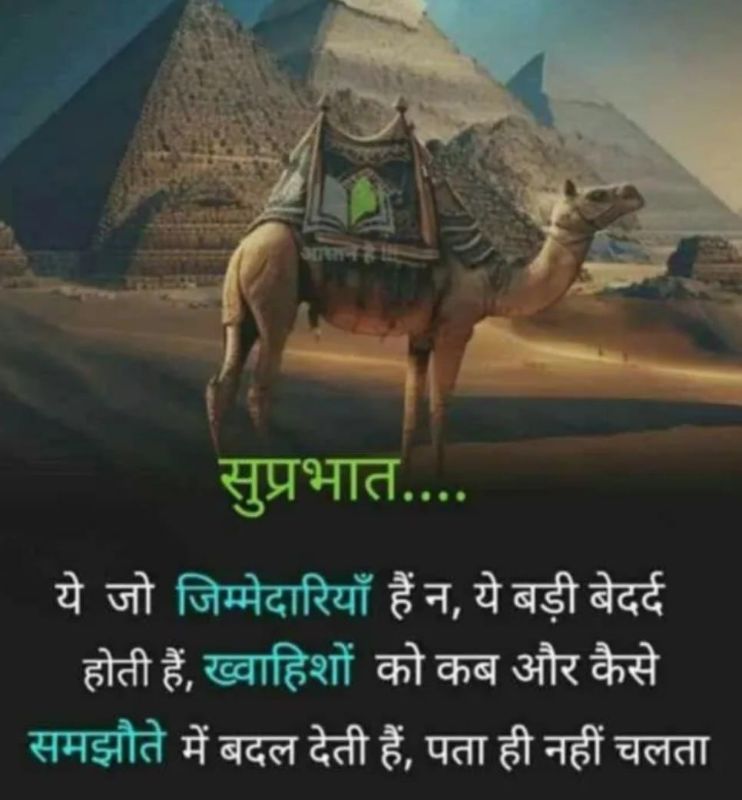 सुप्रभात....
ये जो जिम्मेदारियाँ हैं न, ये बड़ी बेदर्द
होती हैं, ख्वाहिशों को कब और कैसे
समझौते में बदल देती हैं, पता ही नहीं चलता